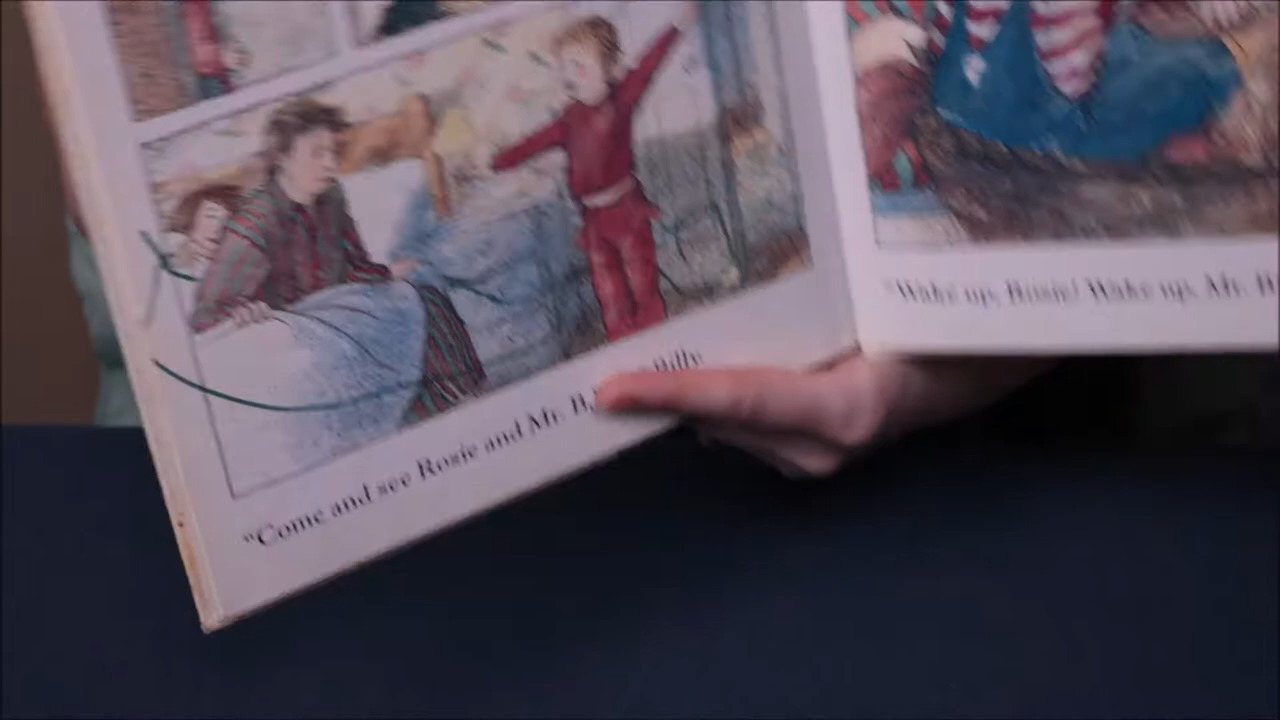 "Come and see Rosie and Mr. B Billy.
"Wake up, Rosie! Wake up, Mr. B